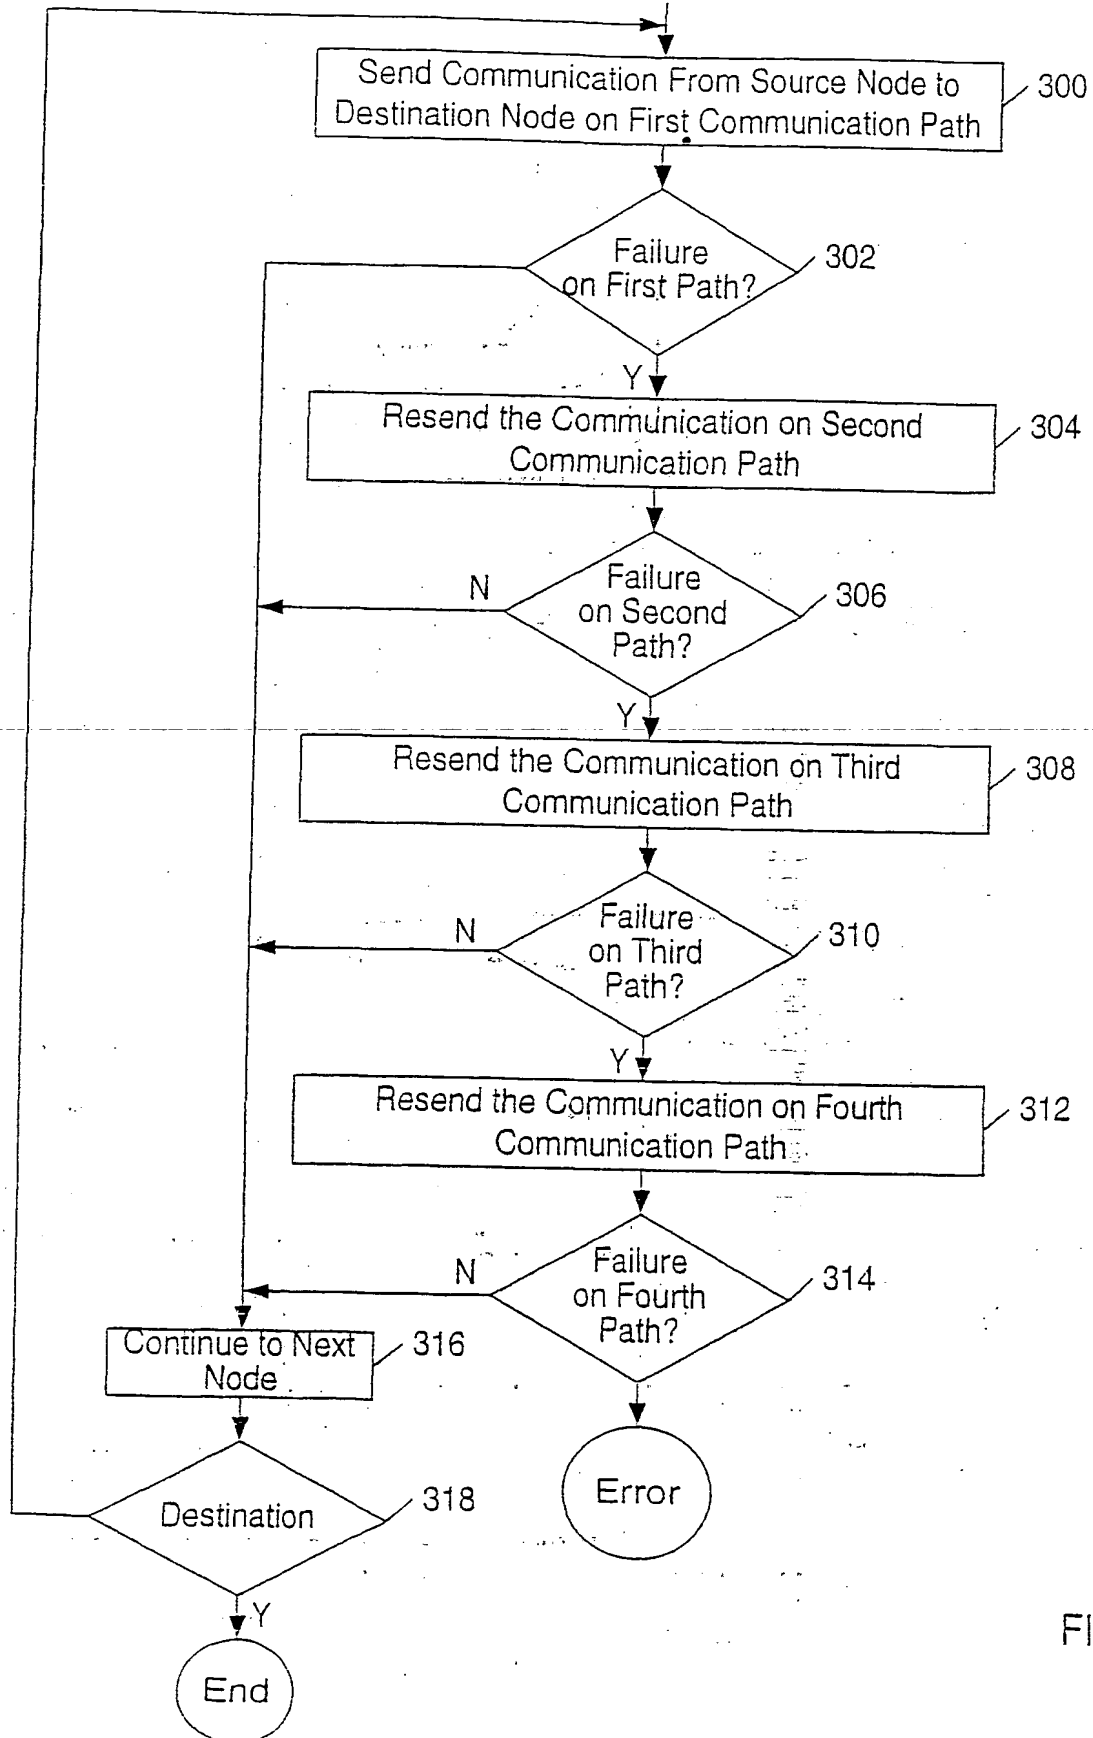 Send Communication From Source Node to
Destination Node on First Communication Path
300
Failure
on First Path?
302
Y
Resend the Communication on Second
Communication Path
304
Failure
on Second
Path?
306
N
Y
Resend the Communication on Third
Communication Path
308
Failure
on Third
Path?
310
N
Y
Resend the Communication on Fourth
Communication Path
312
Failure
on Fourth
Path?
314
N
Continue to Next
Node
316
Error
Destination
318
Y
End
FI